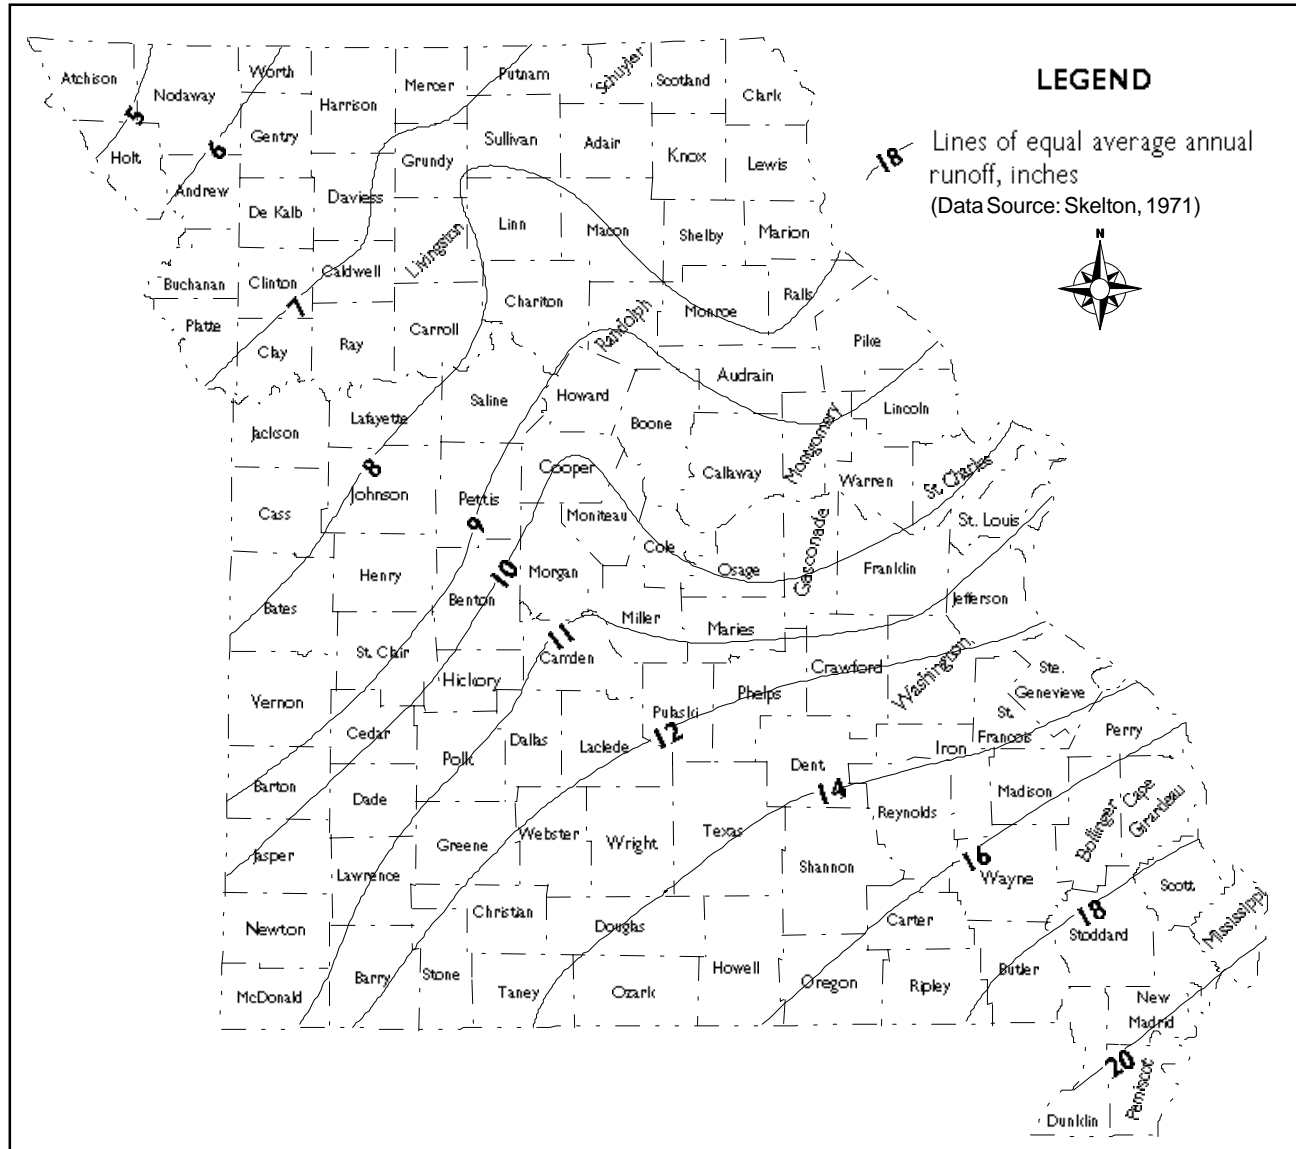 LEGEND
18
Lines of equal average annual
runoff, inches
(Data Source: Skelton, 1971)
N
Atchison
Nodaway
Worth
Harrison
Mercer
Putnam
Schuyler
Scotland
Clark
5
6
Holt
Gentry
Grundy
Sullivan
Adair
Knox
Lewis
Andrew
De Kalb
Daviess
Livingston
Linn
Macon
Shelby
Marion
Buchanan
Clinton
Caldwell
7
Chariton
Randolph
Monroe
Ralls
Platte
Clay
Ray
Carroll
Audrain
Pike
Jackson
Lafayette
Saline
Howard
Boone
Montgomery
Lincoln
8
Cooper
Callaway
Warren
St. Charles
Cass
Johnson
Pettis
9
Moniteau
Cole
Gasconade
St. Louis
Bates
Henry
10
Morgan
Osage
Franklin
Benton
Miller
Maries
Jefferson
11
St. Clair
Camden
Crawford
Washington
Vernon
Hickory
Pulaski
Phelps
Ste.
Genevieve
St.
Francois
12
Cedar
Polk
Dallas
Laclede
Dent
Iron
Perry
14
Barton
Dade
Madison
Bollinger
Cape
Girardeau
Reynolds
Jasper
Greene
Webster
Wright
Texas
Shannon
16
Wayne
Lawrence
Scott
Newton
Christian
Douglas
Carter
18
Stoddard
Mississippi
McDonald
Barry
Stone
Taney
Ozark
Howell
Oregon
Ripley
Butler
New
Madrid
20
Pemiscot
Dunklin